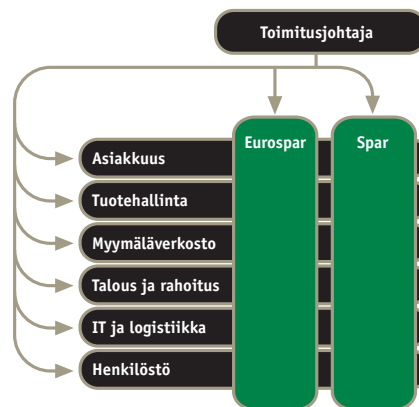 Toimitusjohtaja
Eurospar
Spar
Asiakkuus
Tuotehallinta
Myymäläverkosto
Talous ja rahoitus
IT ja logistiikka
Henkilöstö